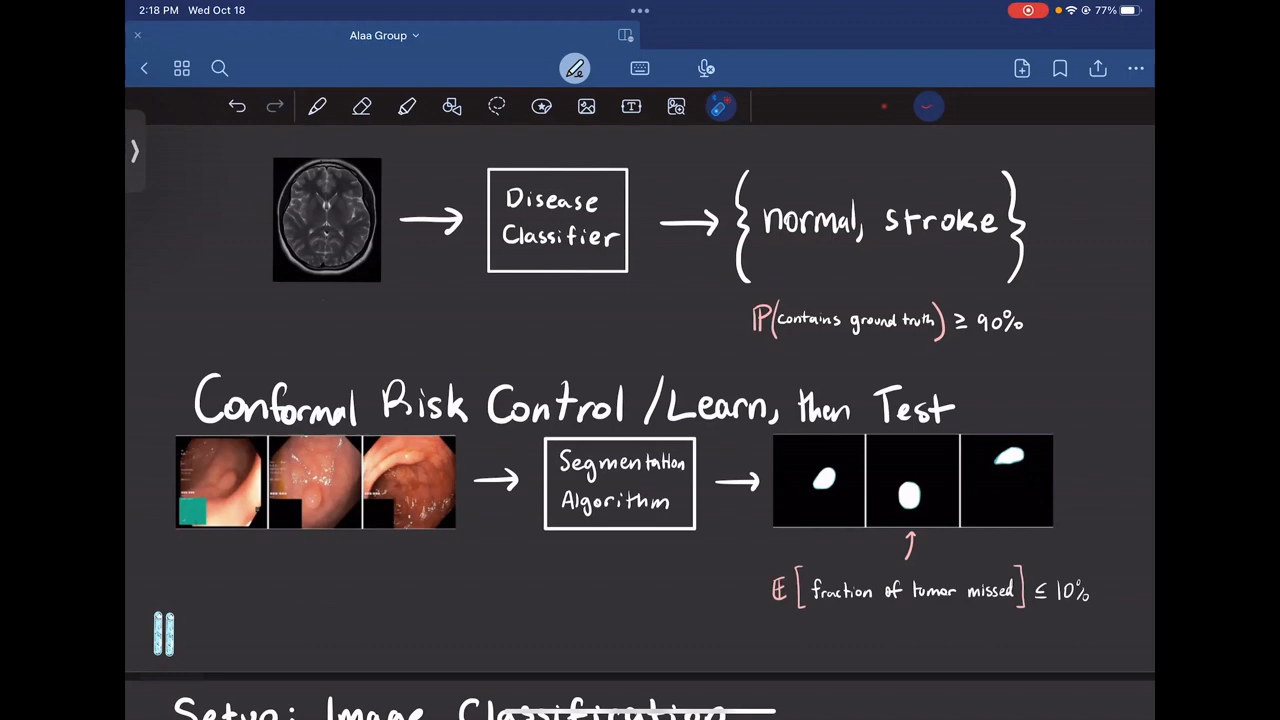 2:18 PM Wed Oct 18
77%
Alaa Group
Disease
Classifier
{normal, stroke}
P(contains ground truth) ≥ 90%
Conformal Risk Control / Learn, then Test
Segmentation
Algorithm
E[fraction of tumor missed] ≤ 10%
Setup: Image Classification